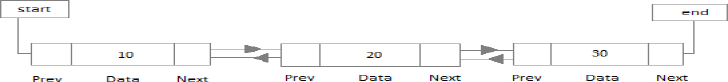 start
end
10 20 30
Prev Data Next Prev Data Next Prev Data Next